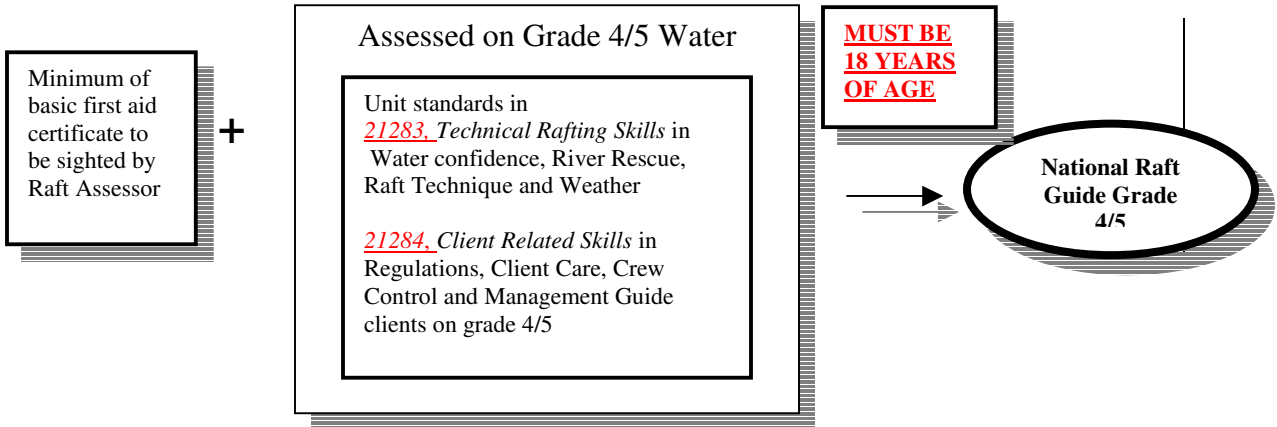 Minimum of
basic first aid
certificate to
be sighted by
Raft Assessor
+
Assessed on Grade 4/5 Water
Unit standards in
21283, Technical Rafting Skills in
Water confidence, River Rescue,
Raft Technique and Weather
21284, Client Related Skills in
Regulations, Client Care, Crew
Control and Management Guide
clients on grade 4/5
MUST BE
18 YEARS
OF AGE
National Raft
Guide Grade
4/5